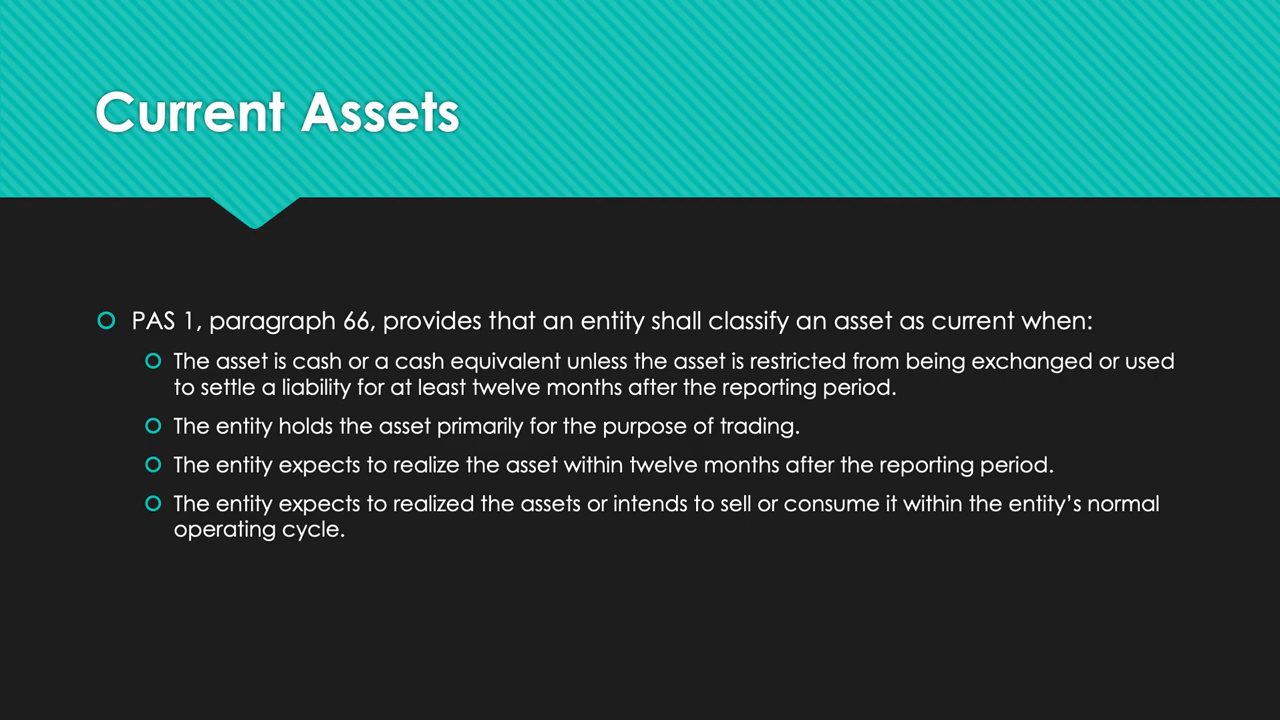 Current Assets
PAS 1, paragraph 66, provides that an entity shall classify an asset as current when:
The asset is cash or a cash equivalent unless the asset is restricted from being exchanged or used
to settle a liability for at least twelve months after the reporting period.
The entity holds the asset primarily for the purpose of trading.
The entity expects to realize the asset within twelve months after the reporting period.
The entity expects to realized the assets or intends to sell or consume it within the entity’s normal
operating cycle.